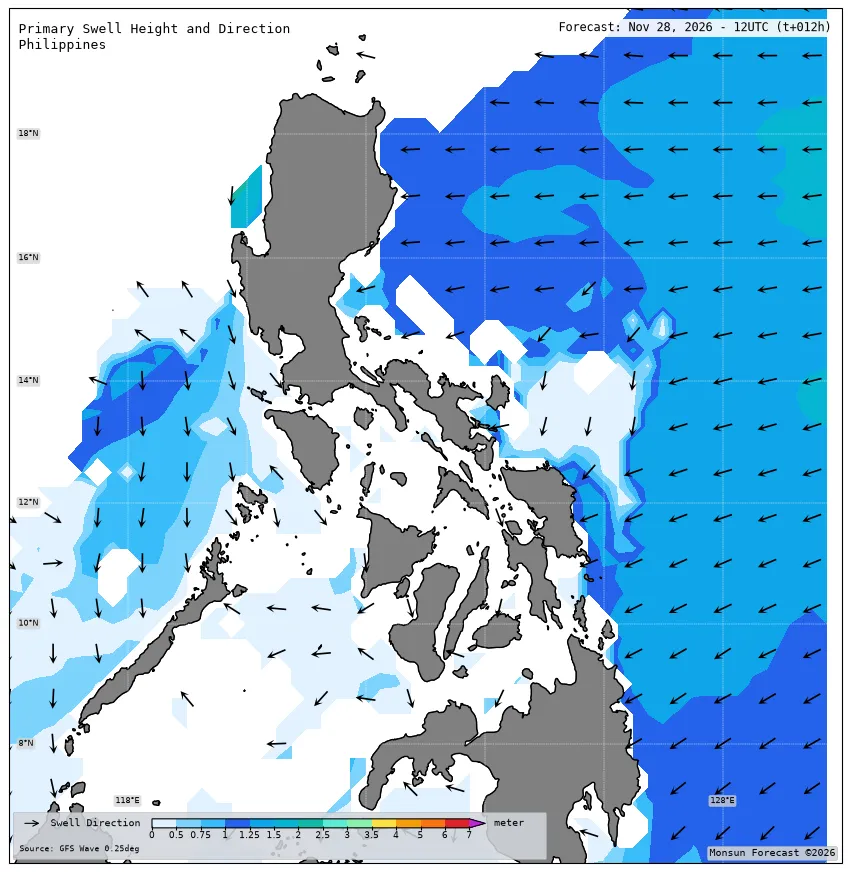 Primary Swell Height and Direction
Philippines
Forecast: Nov 28, 2026 - 12UTC (t+012h)
18°N
16°N
14°N
12°N
10°N
8°N
118°E
128°E
Swell Direction
0 0.5 0.75 1 1.25 1.5 2 2.5 3 3.5 4 5 6 7
meter
Source: GFS Wave 0.25deg
Monsun Forecast ©2026